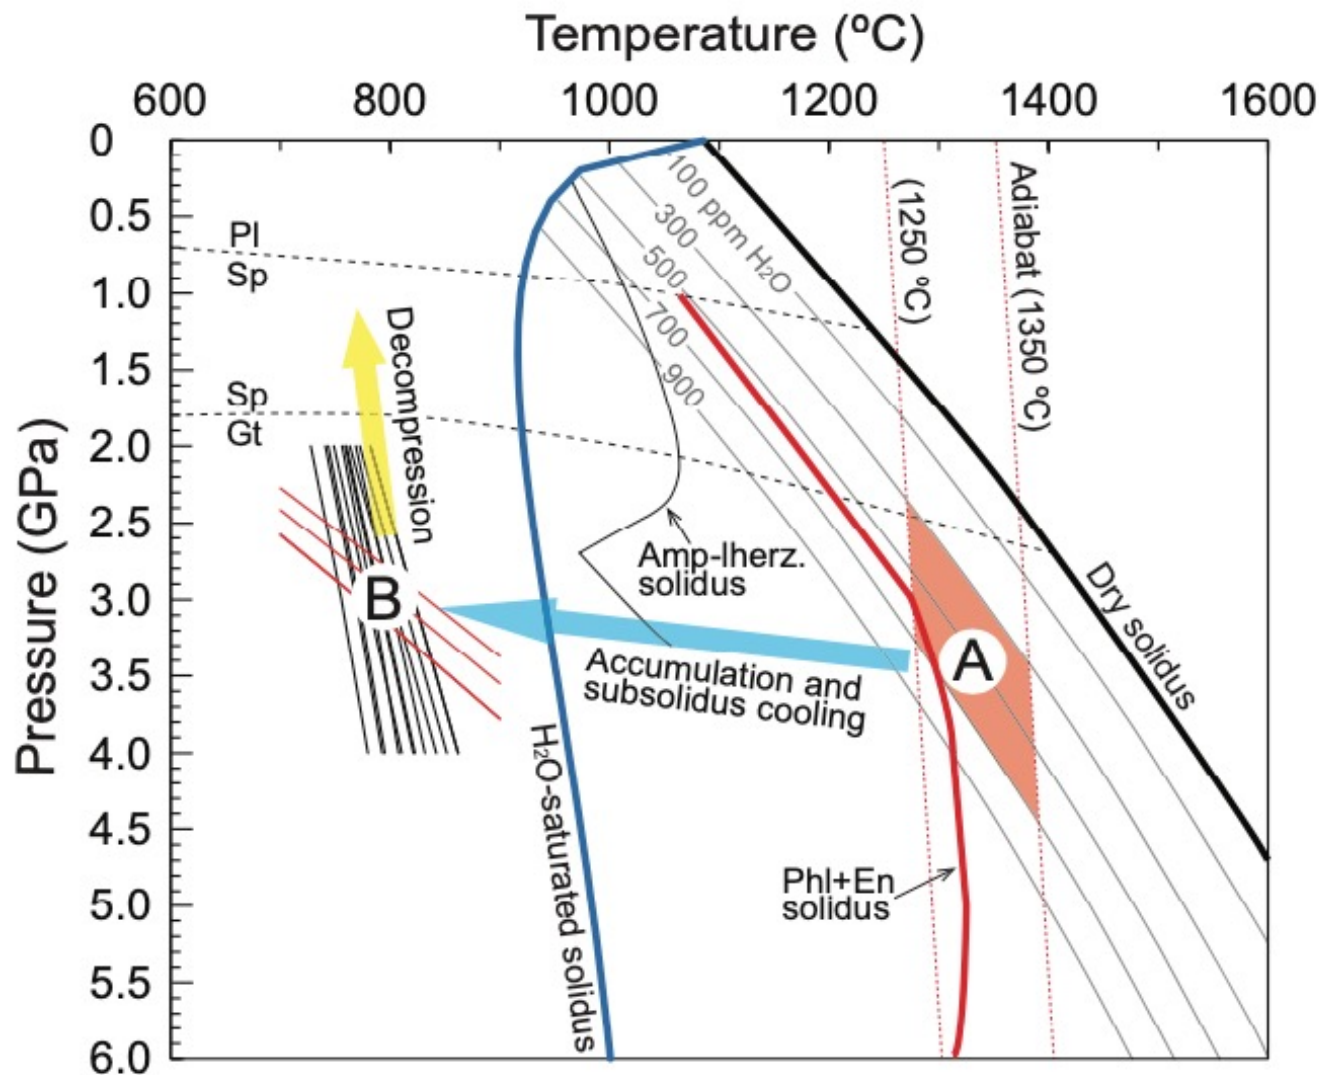 Temperature (ºC)
600 800 1000 1200 1400 1600
Pressure (GPa)
0
0.5
1.0
1.5
2.0
2.5
3.0
3.5
4.0
4.5
5.0
5.5
6.0
Pl
Sp
Sp
Gt
Decompression
100 ppm H₂O
300
500
700
900
(1250 ºC)
Adiabat (1350 ºC)
Dry solidus
Amp-lherz.
solidus
A
B
Accumulation and
subsolidus cooling
H₂O-saturated solidus
Phl+En
solidus